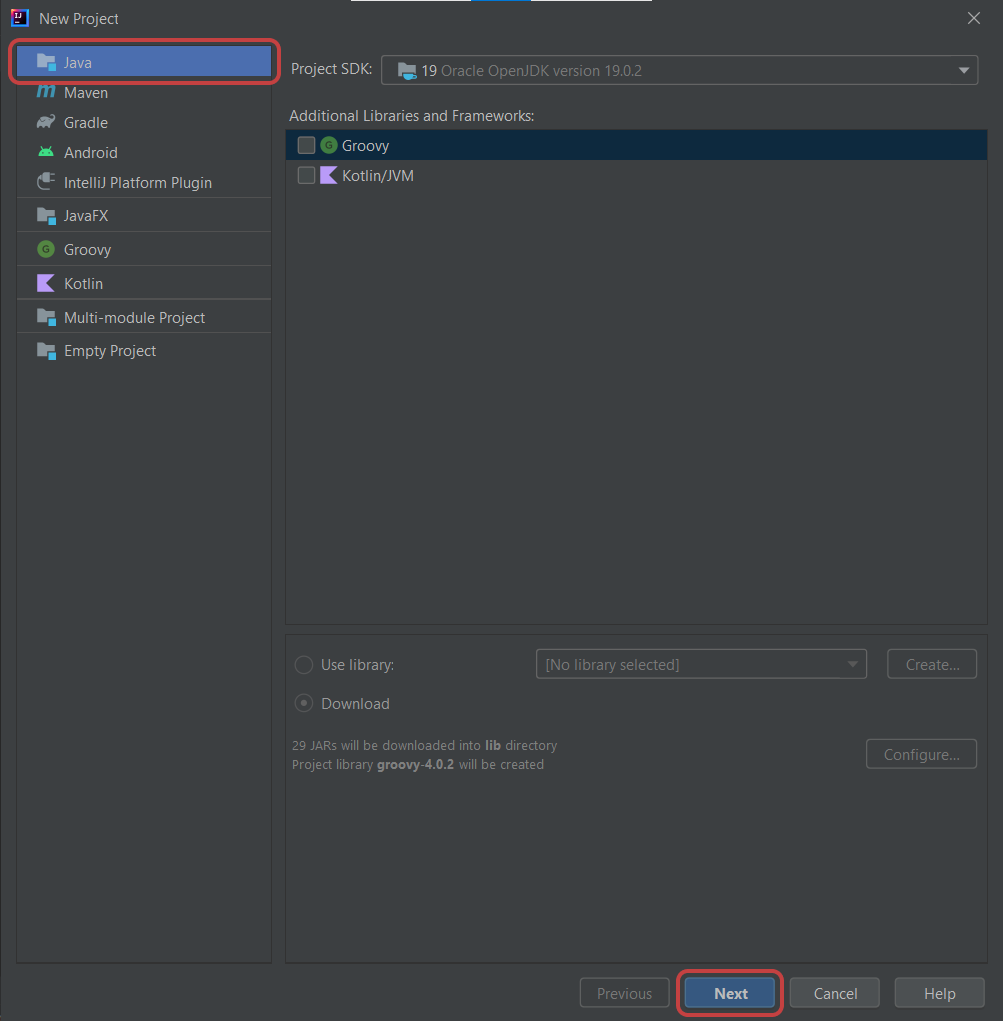 New Project
Java
Maven
Gradle
Android
IntelliJ Platform Plugin
JavaFX
Groovy
Kotlin
Multi-module Project
Empty Project
Project SDK: 19 Oracle OpenJDK version 19.0.2
Additional Libraries and Frameworks:
Groovy
Kotlin/JVM
Use library: [No library selected] Create...
Download
29 JARs will be downloaded into lib directory
Project library groovy-4.0.2 will be created
Configure...
Previous Next Cancel Help